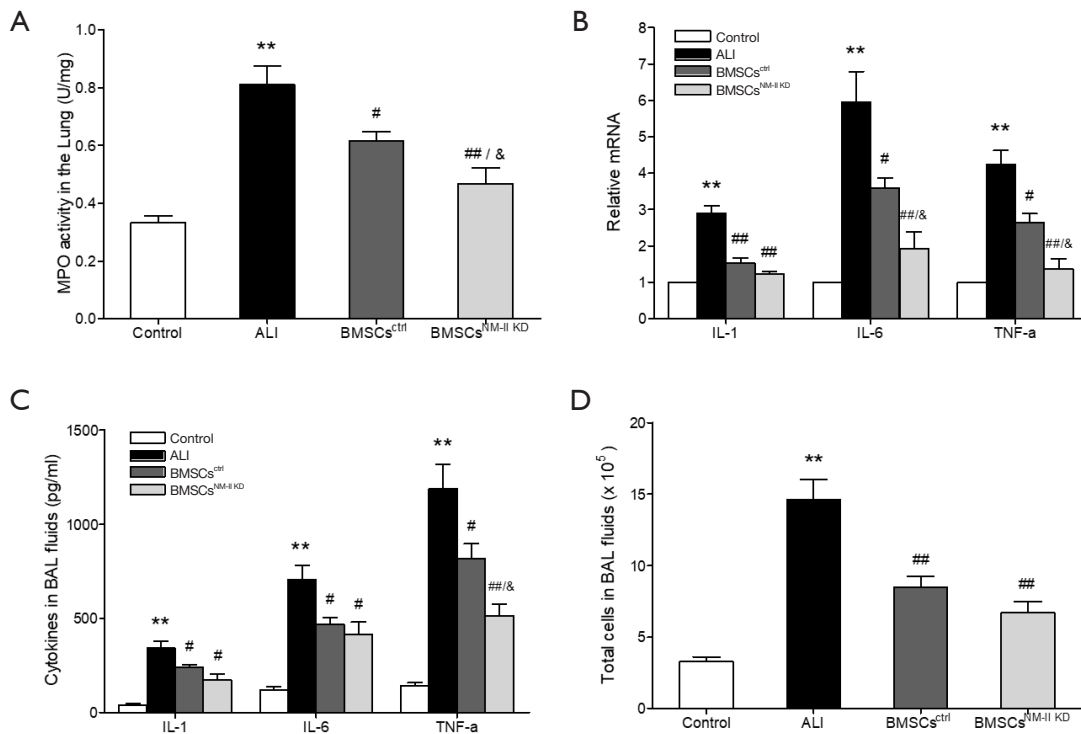 A
MPO activity in the Lung (U/mg)
1.0
0.8
0.6
0.4
0.2
0.0
**
#
## / &
Control
ALI
BMSCsctrl
BMSCsNM-II KD
B
Relative mRNA
8
7
6
5
4
3
2
1
0
Control
ALI
BMSCsctrl
BMSCsNM-II KD
**
##
##
**
#
##/&
**
#
##/&
IL-1
IL-6
TNF-a
C
Cytokines in BAL fluids (pg/ml)
1500
1000
500
0
Control
ALI
BMSCsctrl
BMSCsNM-II KD
**
#
#
**
#
#
**
#
##/&
IL-1
IL-6
TNF-a
D
Total cells in BAL fluids (x 105 )
20
15
10
5
0
**
##
##
Control
ALI
BMSCsctrl
BMSCsNM-II KD